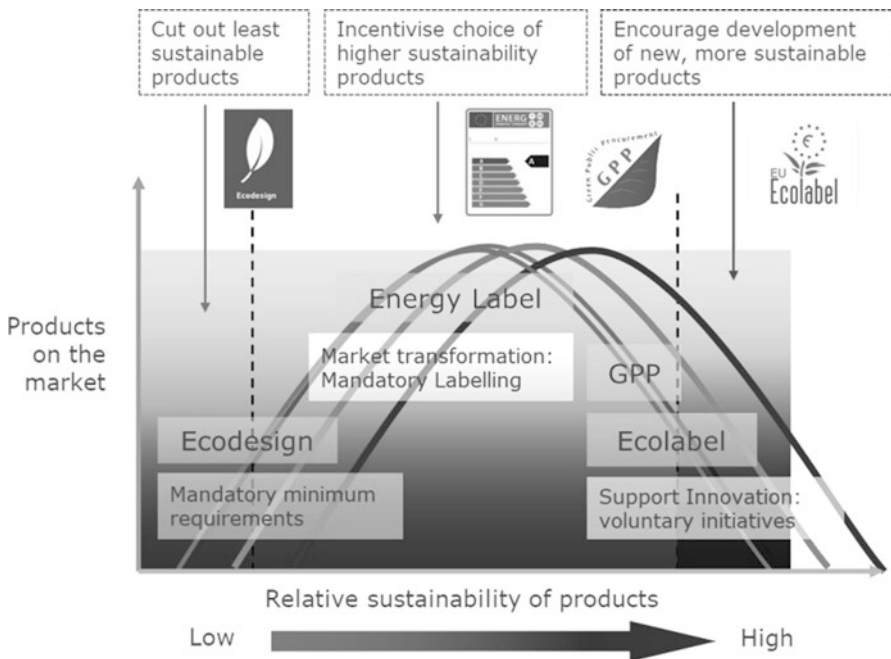 Cut out least
sustainable
products
Incentivise choice of
higher sustainability
products
Encourage development
of new, more sustainable
products
Ecodesign
ENERG
A
Green Public Procurement
GPP
EU
Ecolabel
Products
on the
market
Energy Label
Market transformation:
Mandatory Labelling
GPP
Ecodesign
Ecolabel
Mandatory minimum
requirements
Support Innovation:
voluntary initiatives
Relative sustainability of products
Low
High